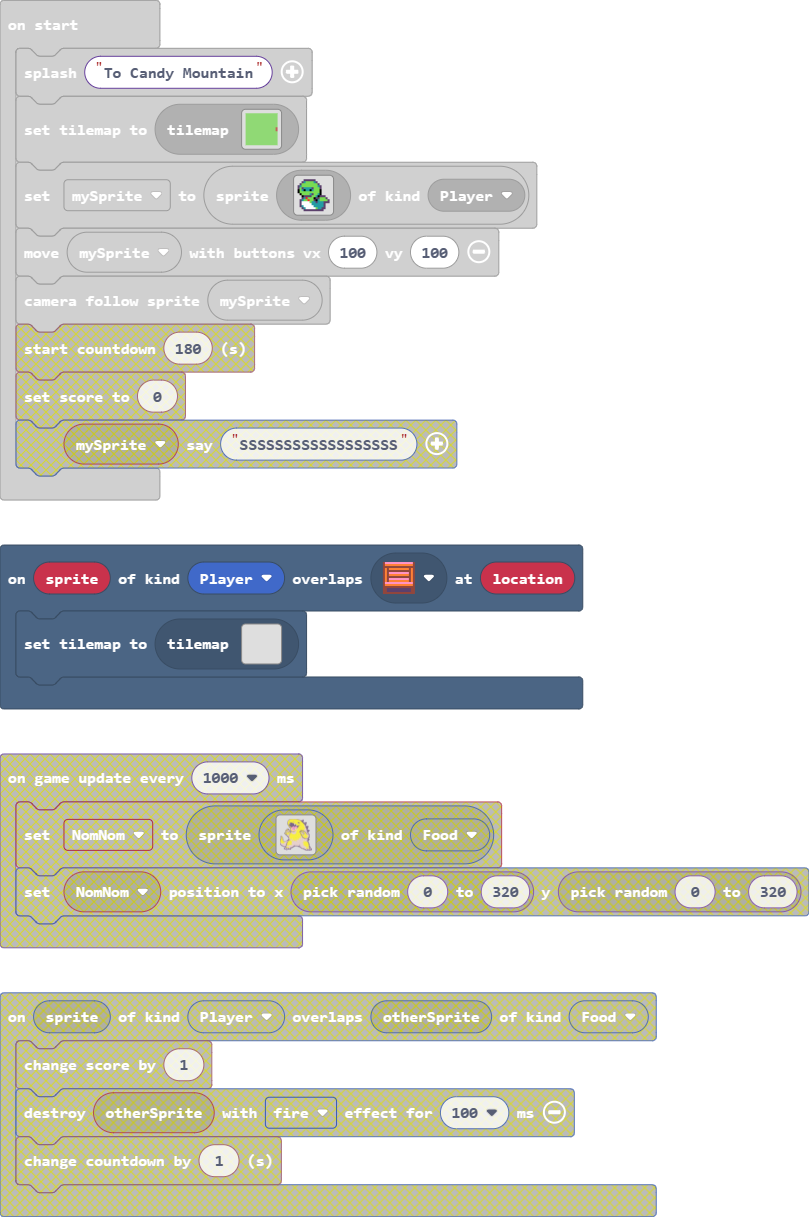 on start
splash "To Candy Mountain"
set tilemap to tilemap
set mySprite to sprite of kind Player
move mySprite with buttons vx 100 vy 100
camera follow sprite mySprite
start countdown 180 (s)
set score to 0
mySprite say "SSSSSSSSSSSSSSSSSS"
on sprite of kind Player overlaps at location
set tilemap to tilemap
on game update every 1000 ms
set NomNom to sprite of kind Food
set NomNom position to x pick random 0 to 320 y pick random 0 to 320
on sprite of kind Player overlaps otherSprite of kind Food
change score by 1
destroy otherSprite with fire effect for 100 ms
change countdown by 1 (s)